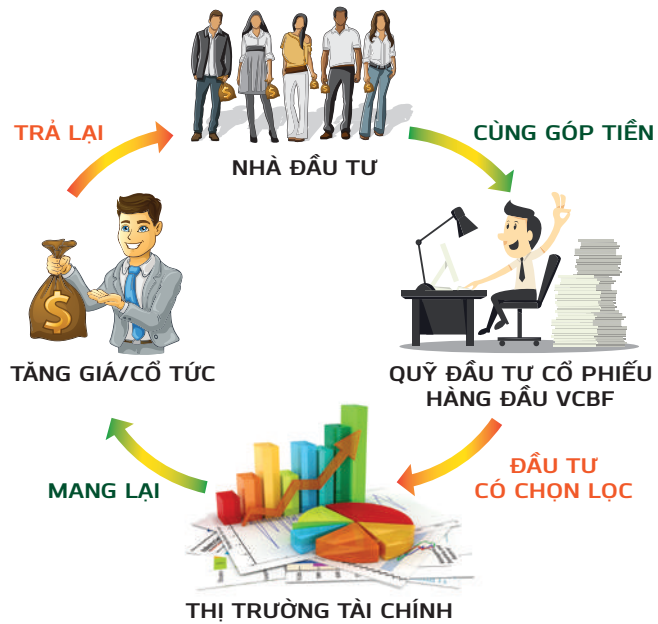 TRẢ LẠI
CÙNG GÓP TIỀN
NHÀ ĐẦU TƯ
$
$
TĂNG GIÁ/CỔ TỨC
QUỸ ĐẦU TƯ CỔ PHIẾU
HÀNG ĐẦU VCBF
MANG LẠI
ĐẦU TƯ
CÓ CHỌN LỌC
THỊ TRƯỜNG TÀI CHÍNH